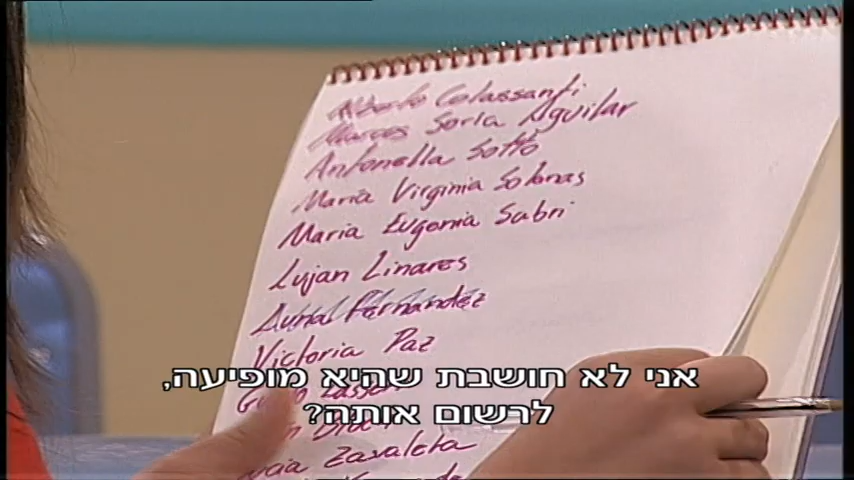 Alberto Colassanti
Marcos Soria Aguilar
Antonella Sotto
Maria Virginia Solanas
Maria Eugenia Sabri
Lujan Linares
Fernandez
Victoria Paz
Zavaleta
אני לא חושבת שהיא מופיעה,
לרשום אותה?